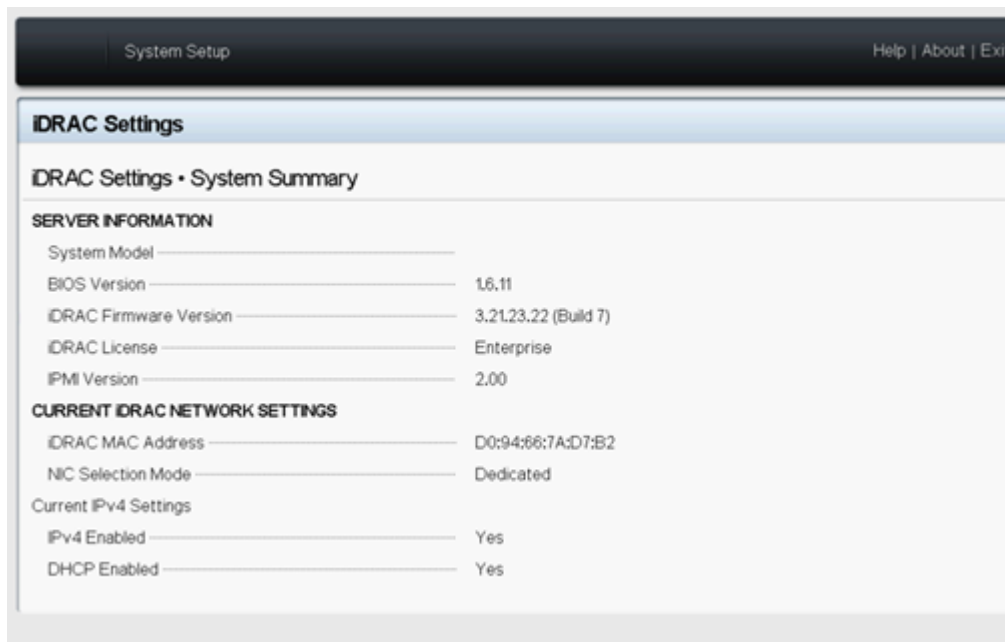 System Setup
Help | About | Exi
iDRAC Settings
iDRAC Settings • System Summary
SERVER INFORMATION
System Model
BIOS Version 1.6.11
iDRAC Firmware Version 3.21.23.22 (Build 7)
iDRAC License Enterprise
IPMI Version 2.00
CURRENT iDRAC NETWORK SETTINGS
iDRAC MAC Address D0:94:66:7A:D7:B2
NIC Selection Mode Dedicated
Current IPv4 Settings
IPv4 Enabled Yes
DHCP Enabled Yes